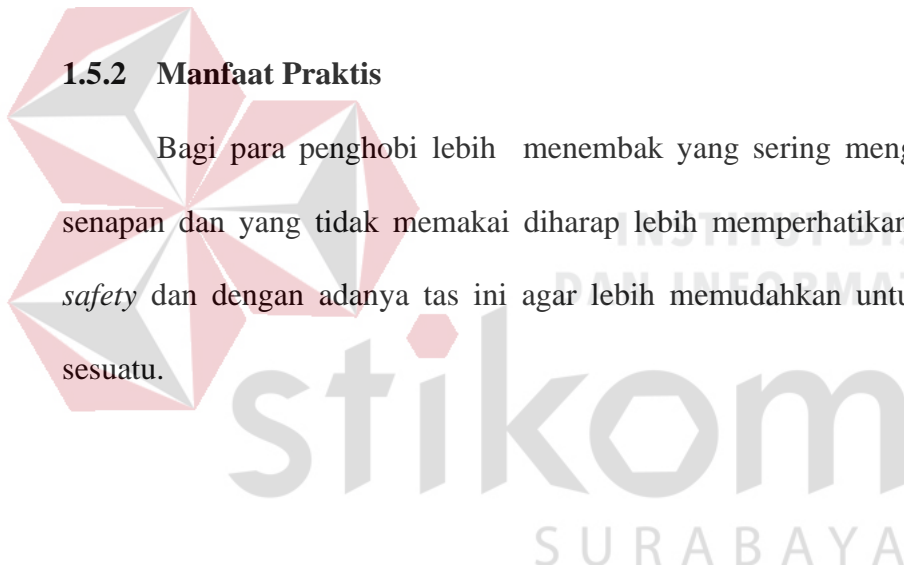 1.5.2 Manfaat Praktis
Bagi para penghobi lebih menembak yang sering meng
senapan dan yang tidak memakai diharap lebih memperhatikan
INSTITUT BI
safety dan dengan adanya tas ini agar lebih memudahkan untu
DAN INFORMAT
sesuatu.
stikom
SURABAYA